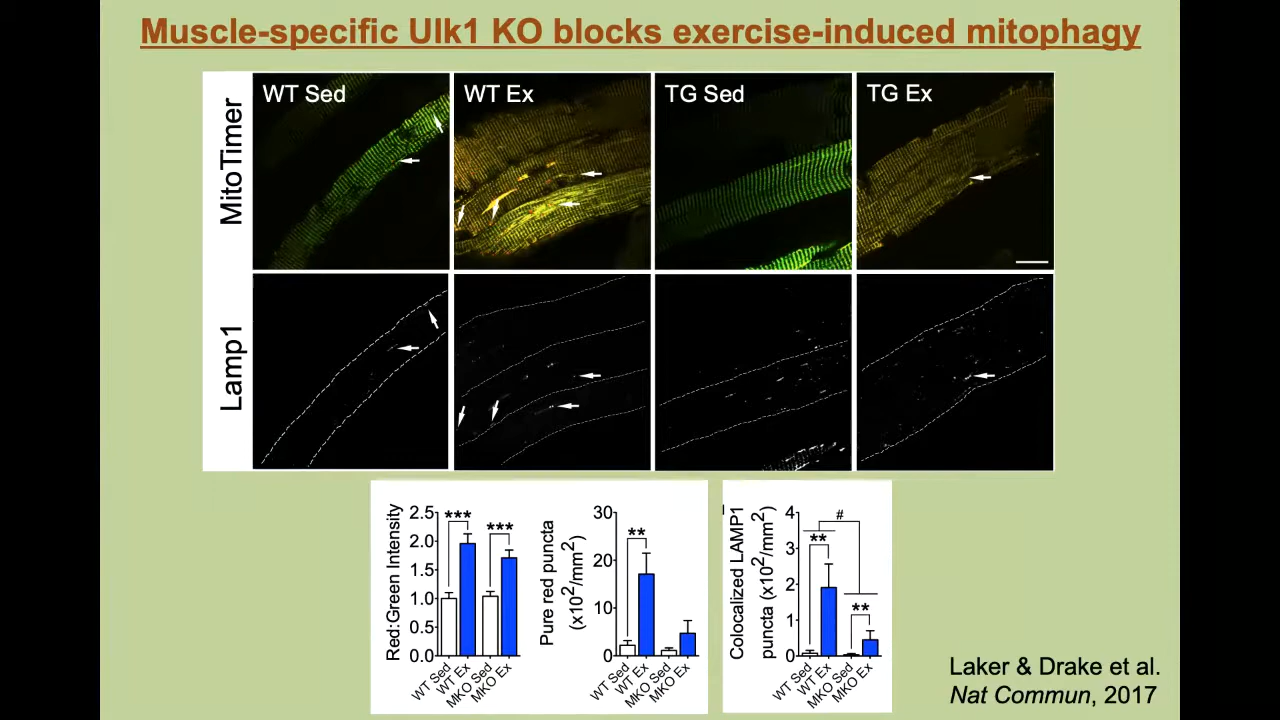 Muscle-specific Ulk1 KO blocks exercise-induced mitophagy
MitoTimer
WT Sed
WT Ex
TG Sed
TG Ex
Lamp1
Red:Green Intensity
2.5
2.0
1.5
1.0
0.5
0.0
***
***
WT Sed
WT Ex
MKO Sed
MKO Ex
Pure red puncta
(x10²/mm²)
30
20
10
0
**
WT Sed
WT Ex
MKO Sed
MKO Ex
Colocalized LAMP1
puncta (x10²/mm²)
4
3
2
1
0
#
**
**
WT Sed
WT Ex
MKO Sed
MKO Ex
Laker & Drake et al.
Nat Commun, 2017